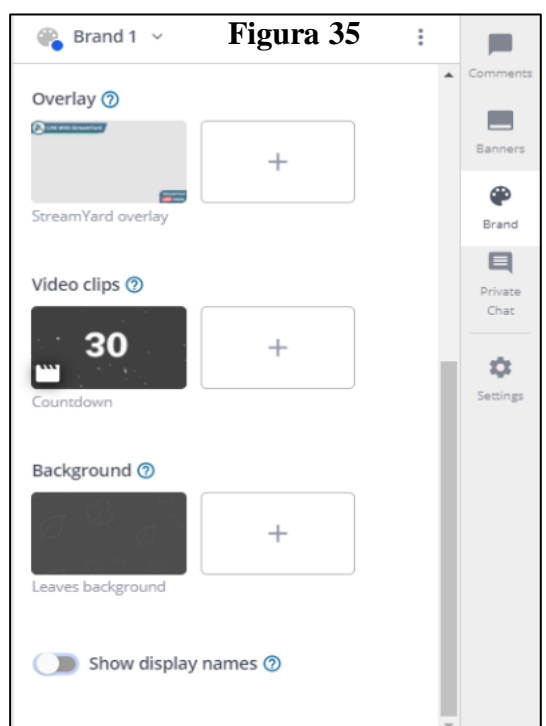 Brand 1
Figura 35
Comments
Overlay
StreamYard overlay
Banners
Brand
Video clips
30
Countdown
Private
Chat
Settings
Background
Leaves background
Show display names